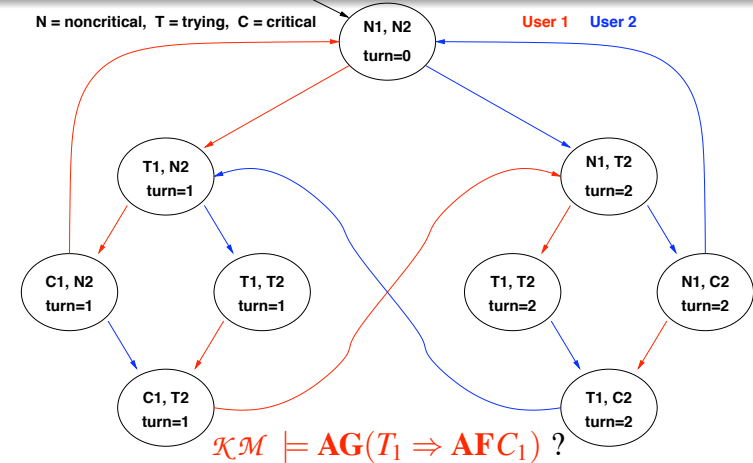 N = noncritical, T = trying, C = critical
User 1 User 2
N1, N2
turn=0
T1, N2
turn=1
N1, T2
turn=2
C1, N2
turn=1
T1, T2
turn=1
T1, T2
turn=2
N1, C2
turn=2
C1, T2
turn=1
T1, C2
turn=2
𝒦ℳ ⊨ AG(T₁ ⇒ AFC₁) ?